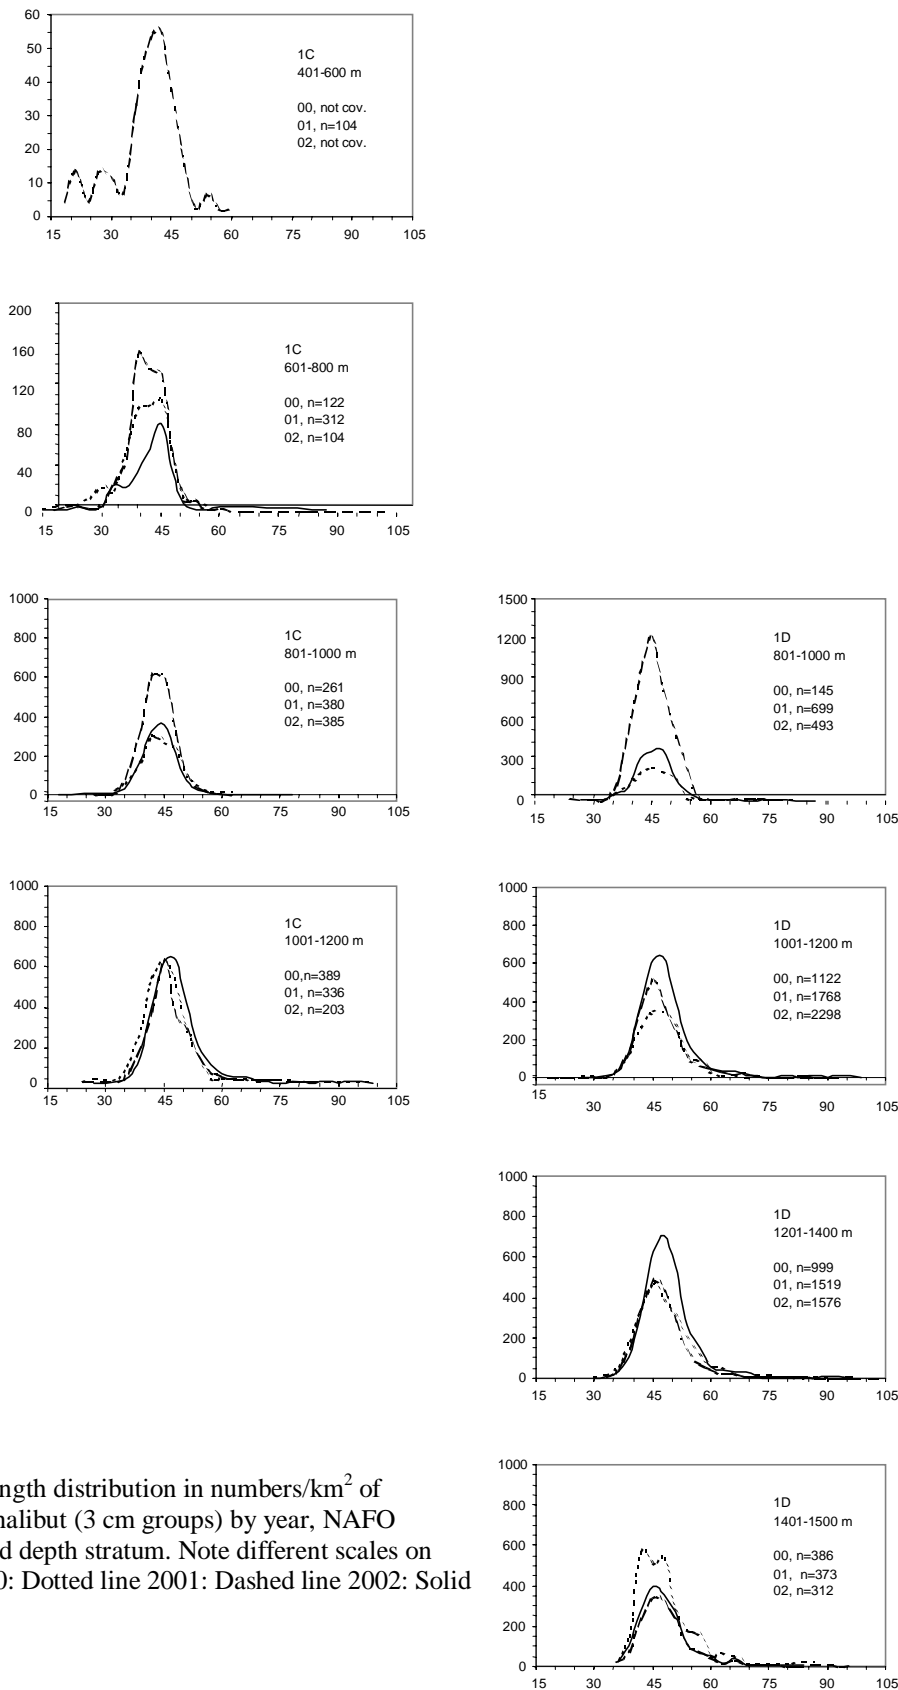 60
50
40
30
20
10
0
15 30 45 60 75 90 105
1C
401-600 m
00, not cov.
01, n=104
02, not cov.
200
160
120
80
40
0
15 30 45 60 75 90 105
1C
601-800 m
00, n=122
01, n=312
02, n=104
1000
800
600
400
200
0
15 30 45 60 75 90 105
1C
801-1000 m
00, n=261
01, n=380
02, n=385
1500
1200
900
600
300
0
15 30 45 60 75 90 105
1D
801-1000 m
00, n=145
01, n=699
02, n=493
1000
800
600
400
200
0
15 30 45 60 75 90 105
1C
1001-1200 m
00,n=389
01, n=336
02, n=203
1000
800
600
400
200
0
15 30 45 60 75 90 105
1D
1001-1200 m
00, n=1122
01, n=1768
02, n=2298
1000
800
600
400
200
0
15 30 45 60 75 90 105
1D
1201-1400 m
00, n=999
01, n=1519
02, n=1576
1000
800
600
400
200
0
15 30 45 60 75 90 105
1D
1401-1500 m
00, n=386
01, n=373
02, n=312
ngth distribution in numbers/km² of
halibut (3 cm groups) by year, NAFO
d depth stratum. Note different scales on
0: Dotted line 2001: Dashed line 2002: Solid